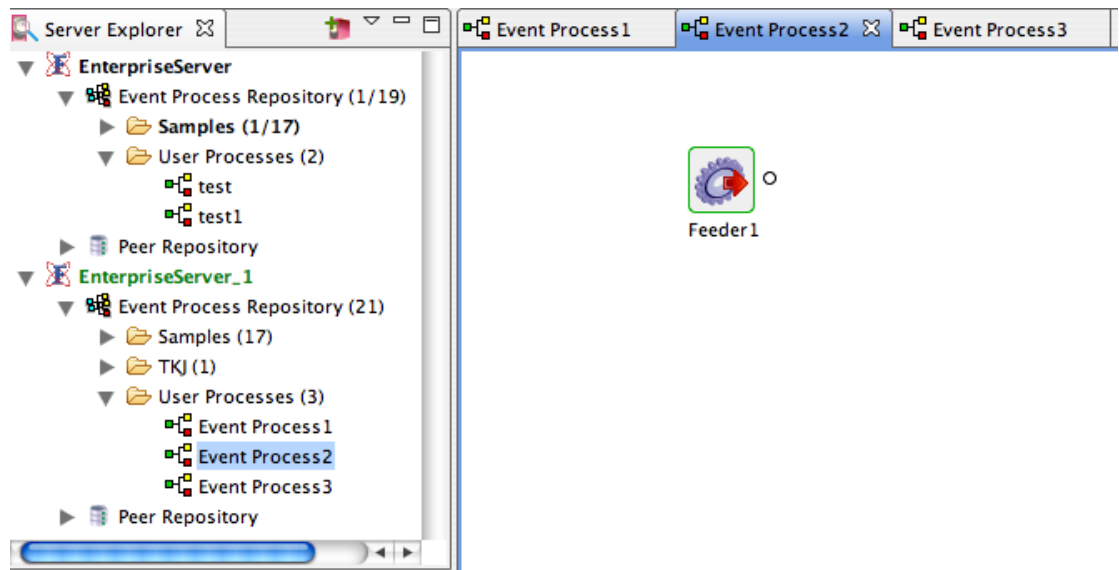 Server Explorer
EnterpriseServer
Event Process Repository (1/19)
Samples (1/17)
User Processes (2)
test
test1
Peer Repository
EnterpriseServer_1
Event Process Repository (21)
Samples (17)
TKJ (1)
User Processes (3)
Event Process1
Event Process2
Event Process3
Peer Repository
Event Process1
Event Process2
Event Process3
Feeder1